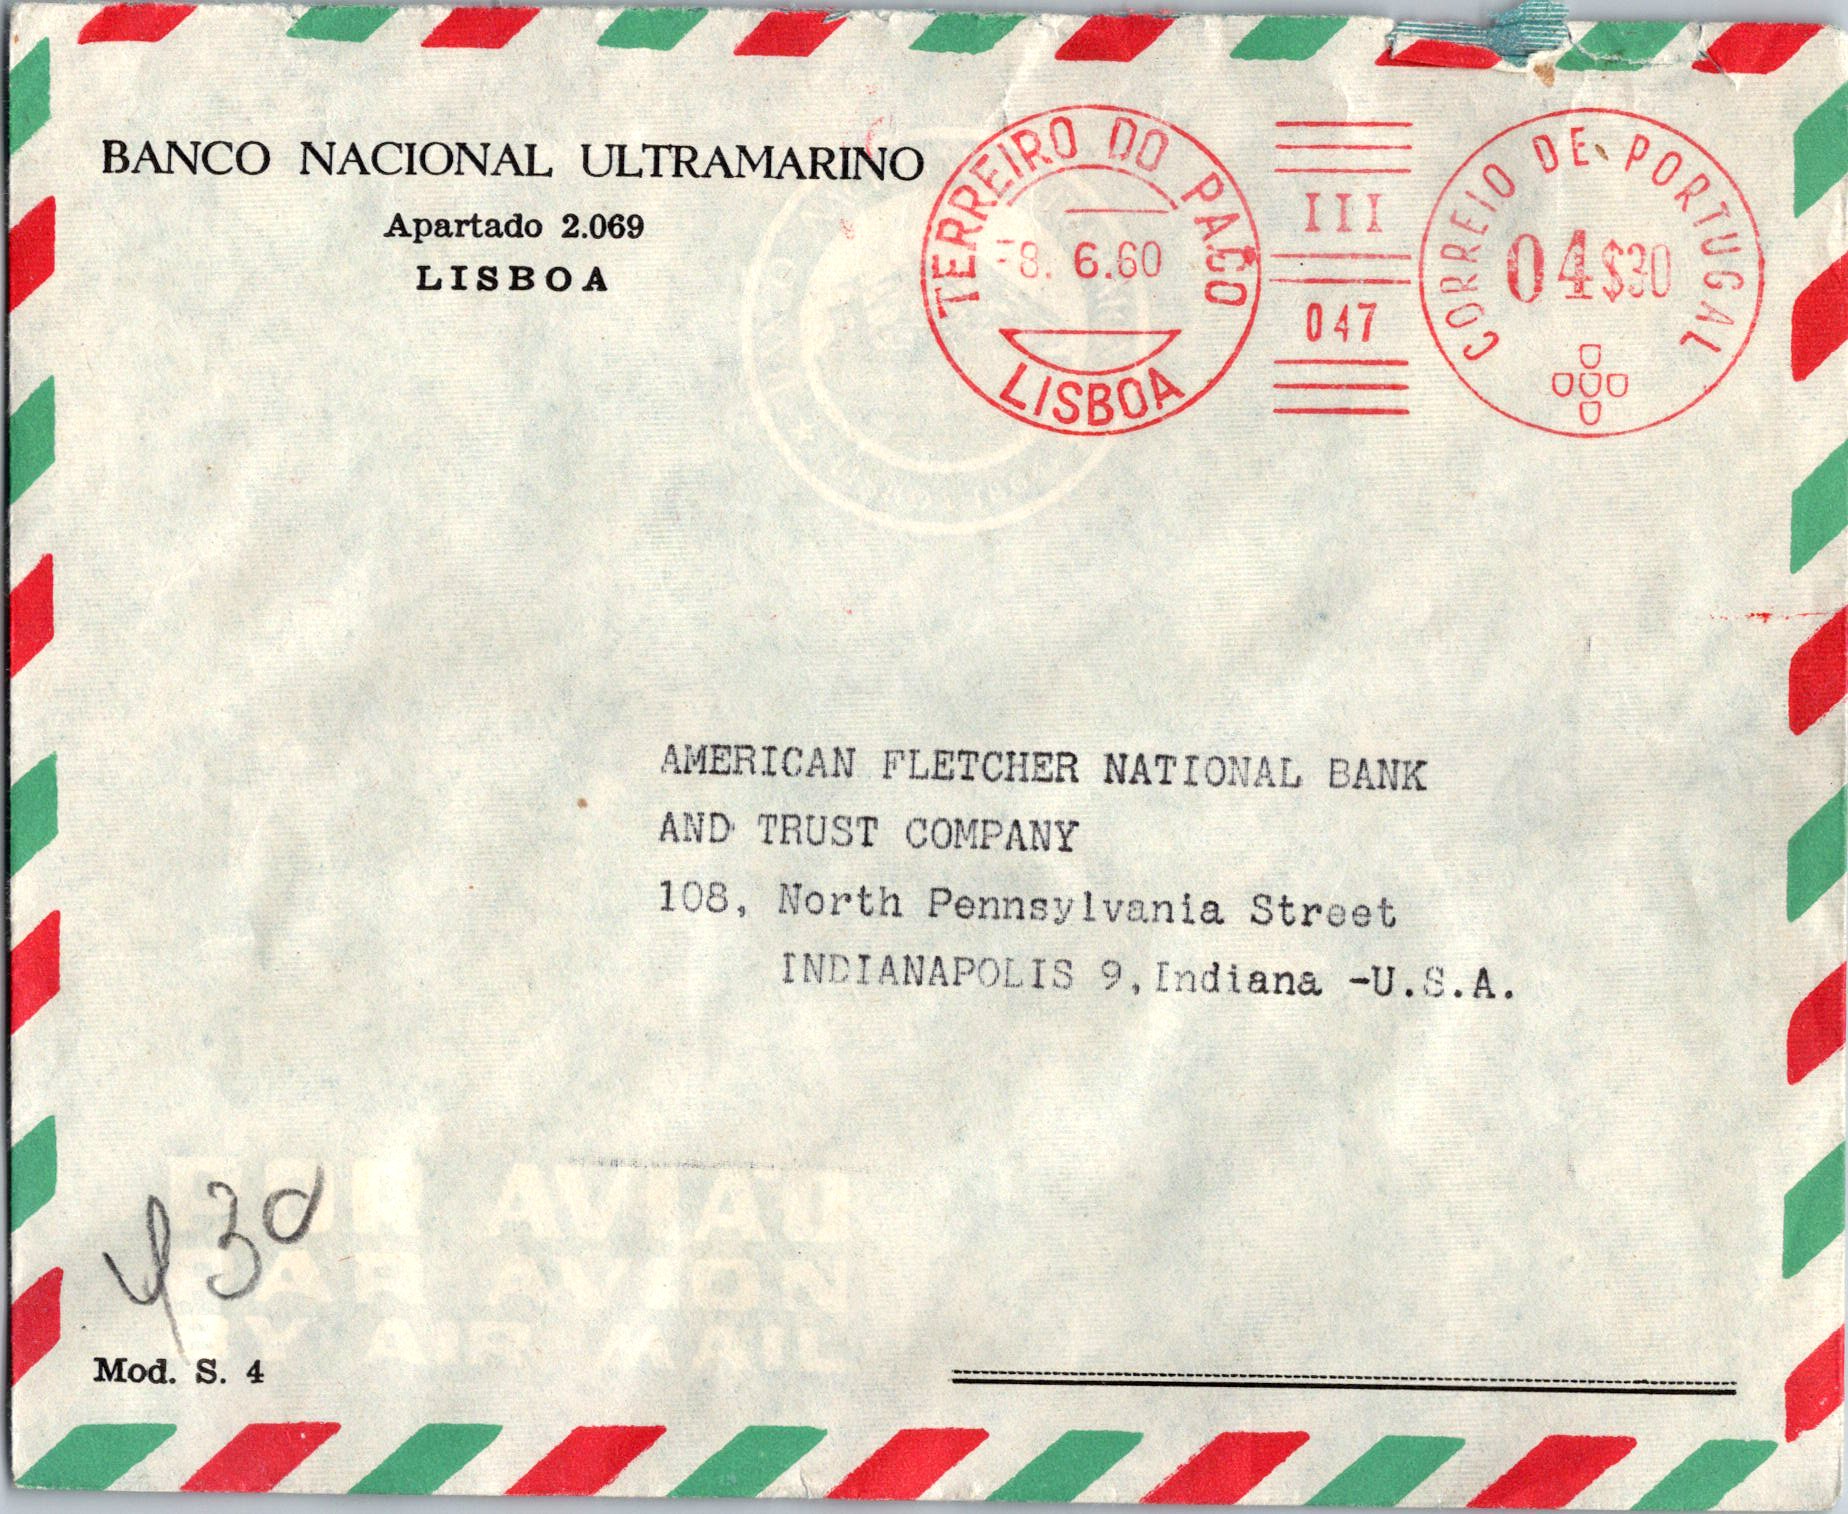 BANCO NACIONAL ULTRAMARINO
Apartado 2.069
LISBOA
TERREIRO DO PAÇO
-8. 6.60
LISBOA
III
047
CORREIO DE PORTUGAL
04$30
AMERICAN FLETCHER NATIONAL BANK
AND TRUST COMPANY
108, North Pennsylvania Street
INDIANAPOLIS 9, Indiana -U.S.A.
430
Mod. S. 4